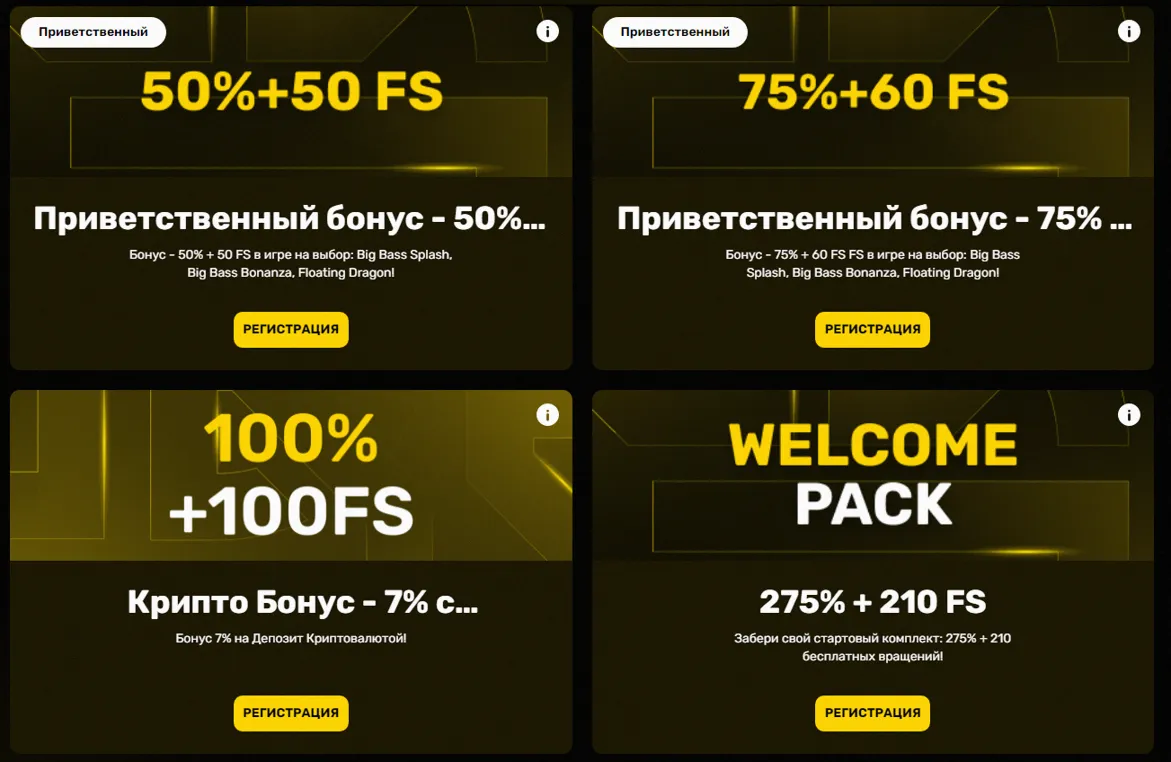 Приветственный
50%+50 FS
Приветственный бонус - 50%...
Бонус - 50% + 50 FS в игре на выбор: Big Bass Splash,
Big Bass Bonanza, Floating Dragon!
РЕГИСТРАЦИЯ
Приветственный
75%+60 FS
Приветственный бонус - 75% ...
Бонус - 75% + 60 FS FS в игре на выбор: Big Bass
Splash, Big Bass Bonanza, Floating Dragon!
РЕГИСТРАЦИЯ
100%
+100FS
Крипто Бонус - 7% с...
Бонус 7% на Депозит Криптовалютой!
РЕГИСТРАЦИЯ
WELCOME
PACK
275% + 210 FS
Забери свой стартовый комплект: 275% + 210
бесплатных вращений!
РЕГИСТРАЦИЯ